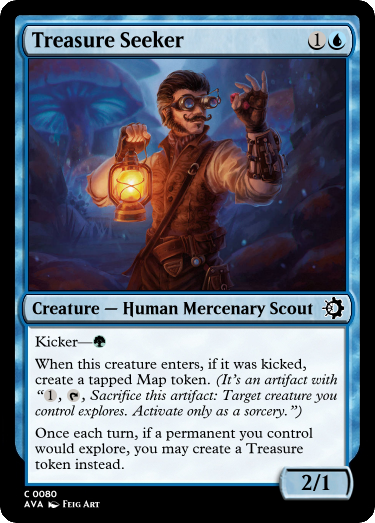 Treasure Seeker 1
Creature — Human Mercenary Scout
Kicker—
When this creature enters, if it was kicked,
create a tapped Map token. (It's an artifact with
“1, , Sacrifice this artifact: Target creature you
control explores. Activate only as a sorcery.”)
Once each turn, if a permanent you control
would explore, you may create a Treasure
token instead.
2/1
C 0080
AVA Feig Art